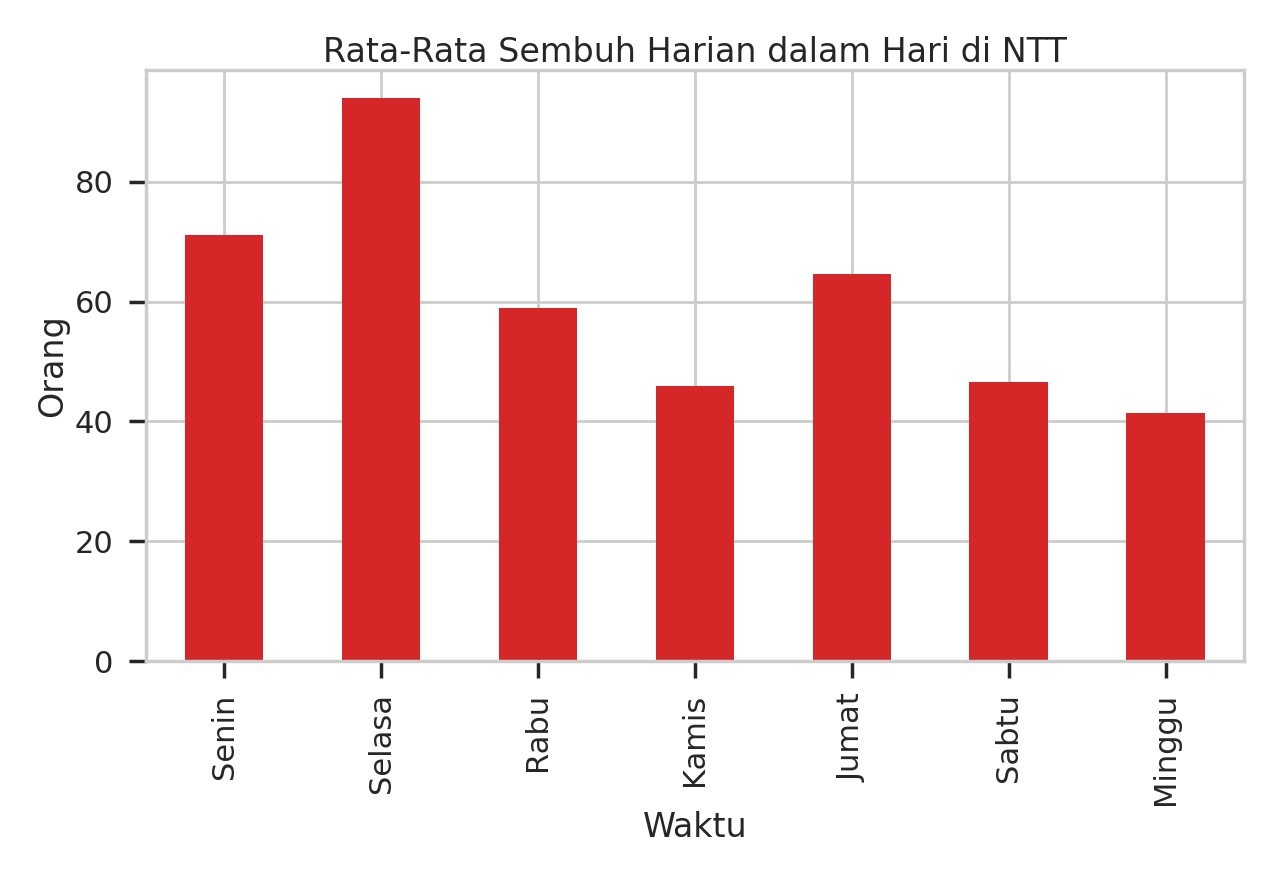 Rata-Rata Sembuh Harian dalam Hari di NTT
Orang
80
60
40
20
0
Senin
Selasa
Rabu
Kamis
Jumat
Sabtu
Minggu
Waktu